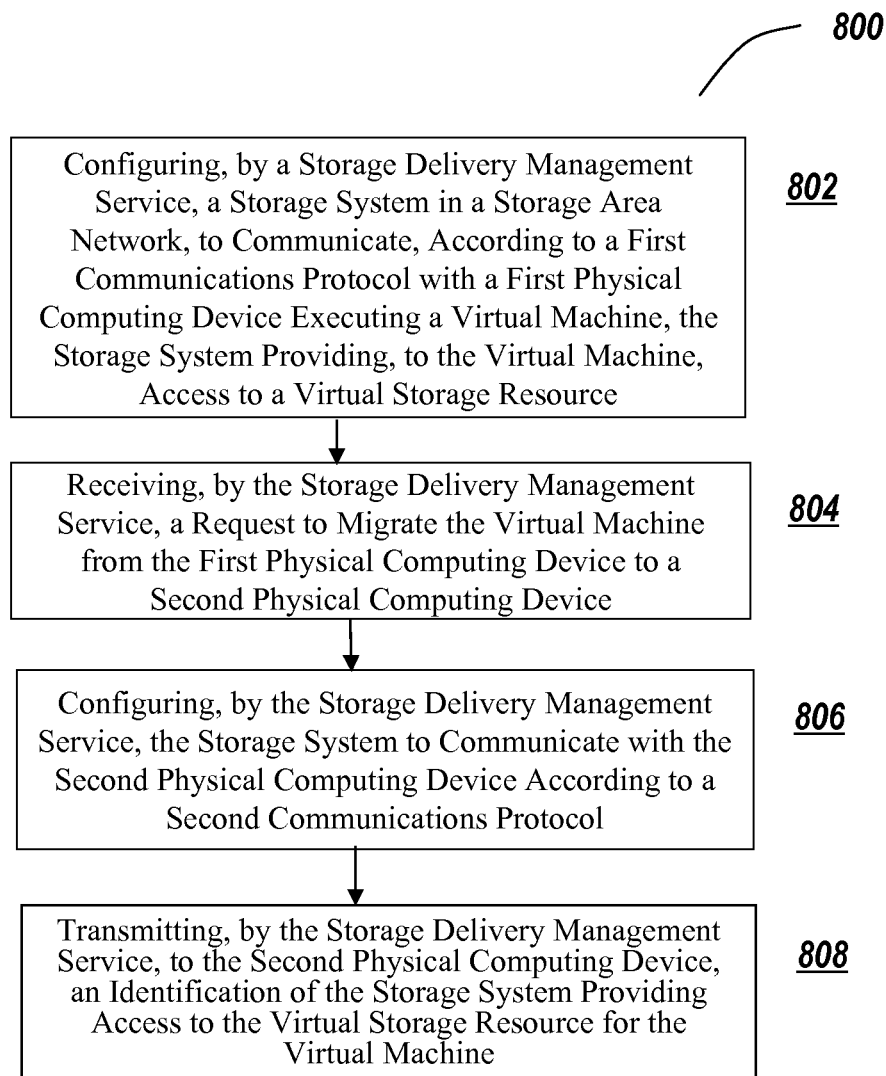 800
Configuring, by a Storage Delivery Management
Service, a Storage System in a Storage Area
Network, to Communicate, According to a First
Communications Protocol with a First Physical
Computing Device Executing a Virtual Machine, the
Storage System Providing, to the Virtual Machine,
Access to a Virtual Storage Resource
802
Receiving, by the Storage Delivery Management
Service, a Request to Migrate the Virtual Machine
from the First Physical Computing Device to a
Second Physical Computing Device
804
Configuring, by the Storage Delivery Management
Service, the Storage System to Communicate with the
Second Physical Computing Device According to a
Second Communications Protocol
806
Transmitting, by the Storage Delivery Management
Service, to the Second Physical Computing Device,
an Identification of the Storage System Providing
Access to the Virtual Storage Resource for the
Virtual Machine
808